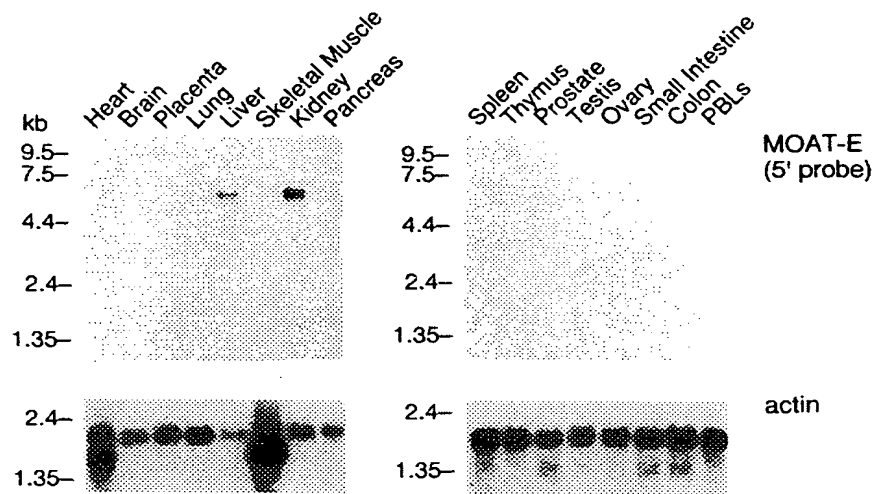 Heart
Brain
Placenta
Lung
Liver
Skeletal Muscle
Kidney
Pancreas
kb
9.5–
7.5–
4.4–
2.4–
1.35–
2.4–
1.35–
Spleen
Thymus
Prostate
Testis
Ovary
Small Intestine
Colon
PBLs
9.5–
7.5–
4.4–
2.4–
1.35–
2.4–
1.35–
MOAT-E
(5' probe)
actin